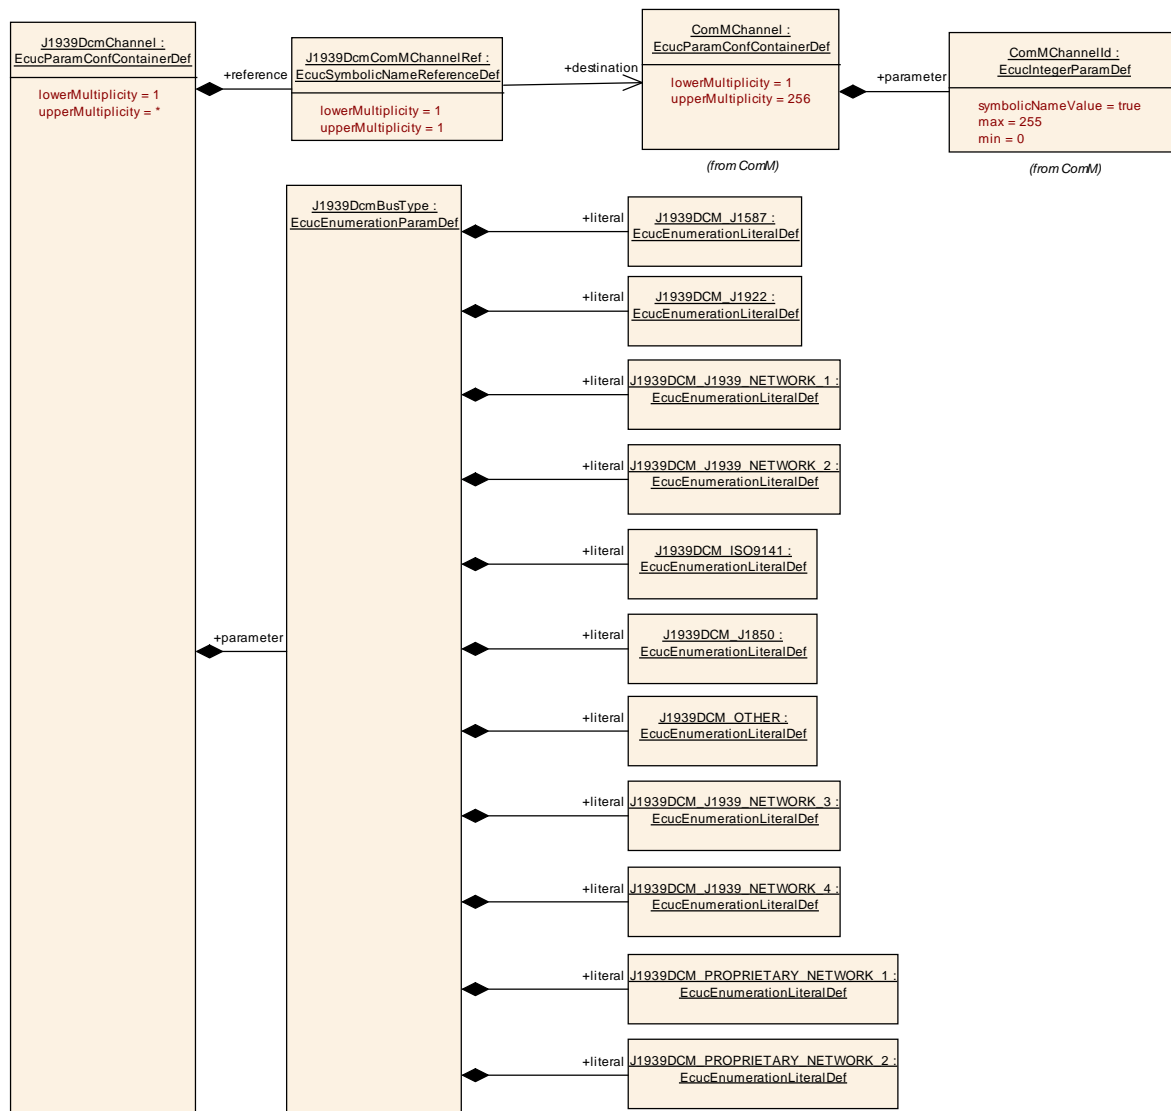 J1939DcmChannel :
EcucParamConfContainerDef
lowerMultiplicity = 1
upperMultiplicity = *
+reference
J1939DcmComMChannelRef :
EcucSymbolicNameReferenceDef
lowerMultiplicity = 1
upperMultiplicity = 1
+destination
ComMChannel :
EcucParamConfContainerDef
lowerMultiplicity = 1
upperMultiplicity = 256
(from ComM)
+parameter
ComMChannelId :
EcucIntegerParamDef
symbolicNameValue = true
max = 255
min = 0
(from ComM)
+parameter
J1939DcmBusType :
EcucEnumerationParamDef
+literal
J1939DCM_J1587 :
EcucEnumerationLiteralDef
+literal
J1939DCM_J1922 :
EcucEnumerationLiteralDef
+literal
J1939DCM_J1939_NETWORK_1 :
EcucEnumerationLiteralDef
+literal
J1939DCM_J1939_NETWORK_2 :
EcucEnumerationLiteralDef
+literal
J1939DCM_ISO9141 :
EcucEnumerationLiteralDef
+literal
J1939DCM_J1850 :
EcucEnumerationLiteralDef
+literal
J1939DCM_OTHER :
EcucEnumerationLiteralDef
+literal
J1939DCM_J1939_NETWORK_3 :
EcucEnumerationLiteralDef
+literal
J1939DCM_J1939_NETWORK_4 :
EcucEnumerationLiteralDef
+literal
J1939DCM_PROPRIETARY_NETWORK_1 :
EcucEnumerationLiteralDef
+literal
J1939DCM_PROPRIETARY_NETWORK_2 :
EcucEnumerationLiteralDef